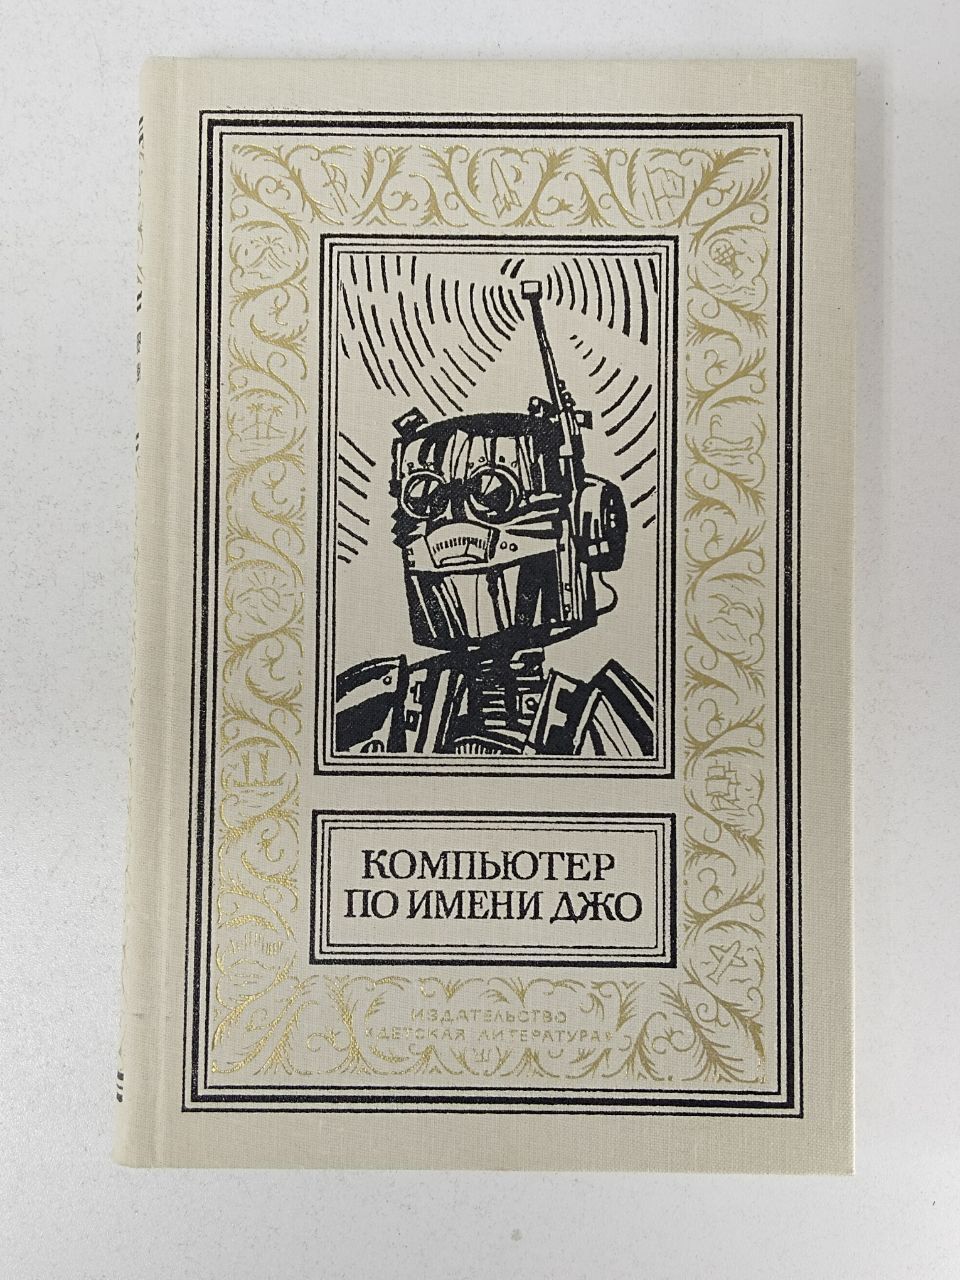 КОМПЬЮТЕР
ПО ИМЕНИ ДЖО
ИЗДАТЕЛЬСТВО
«ДЕТСКАЯ ЛИТЕРАТУРА»